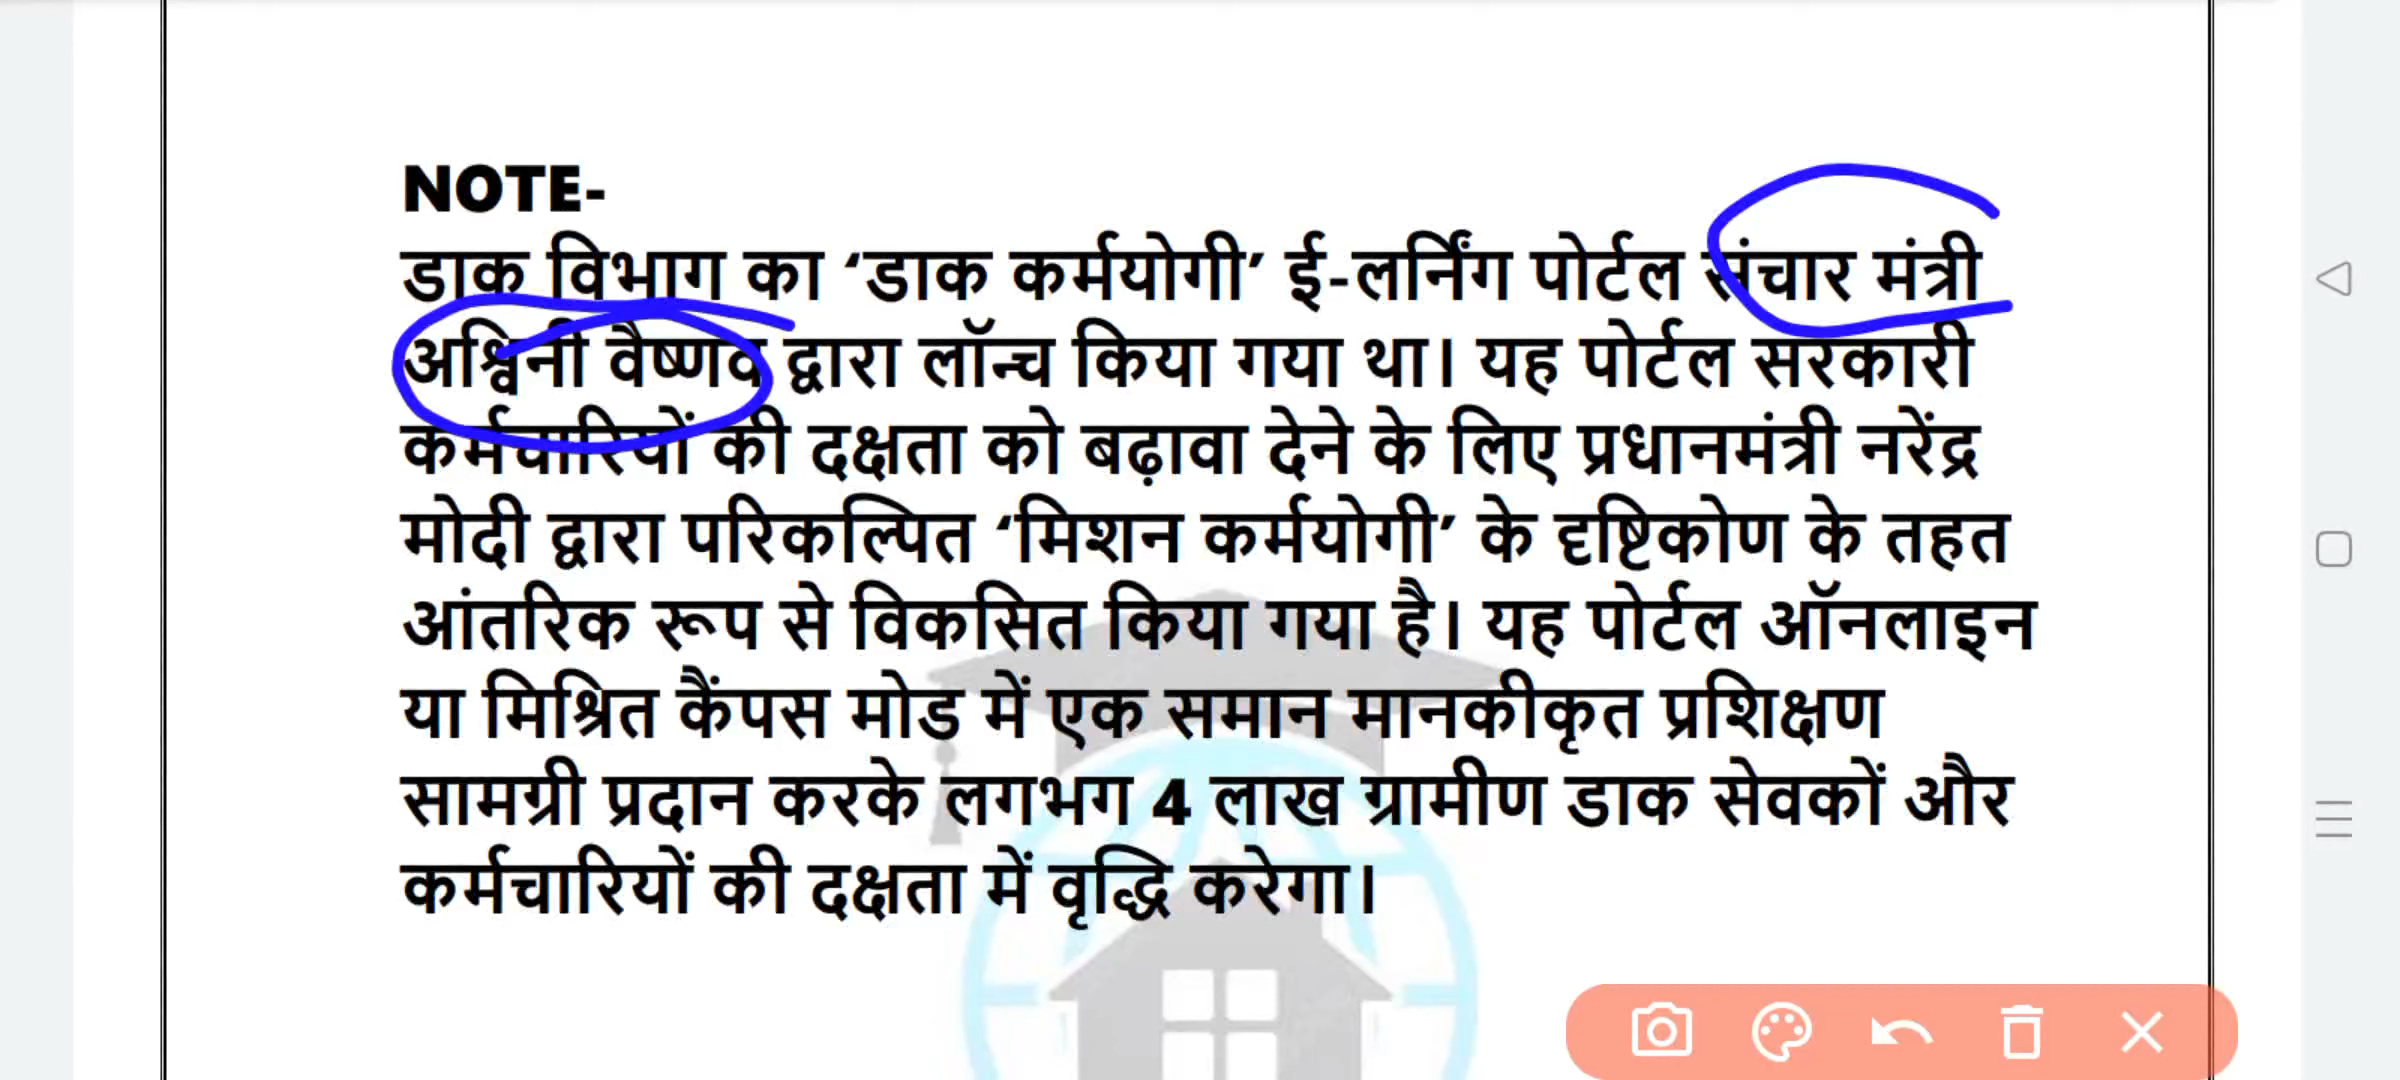 NOTE-
डाक विभाग का ‘डाक कर्मयोगी’ ई-लर्निंग पोर्टल संचार मंत्री
अश्विनी वैष्णव द्वारा लॉन्च किया गया था। यह पोर्टल सरकारी
कर्मचारियों की दक्षता को बढ़ावा देने के लिए प्रधानमंत्री नरेंद्र
मोदी द्वारा परिकल्पित ‘मिशन कर्मयोगी’ के दृष्टिकोण के तहत
आंतरिक रूप से विकसित किया गया है। यह पोर्टल ऑनलाइन
या मिश्रित कैंपस मोड में एक समान मानकीकृत प्रशिक्षण
सामग्री प्रदान करके लगभग 4 लाख ग्रामीण डाक सेवकों और
कर्मचारियों की दक्षता में वृद्धि करेगा।